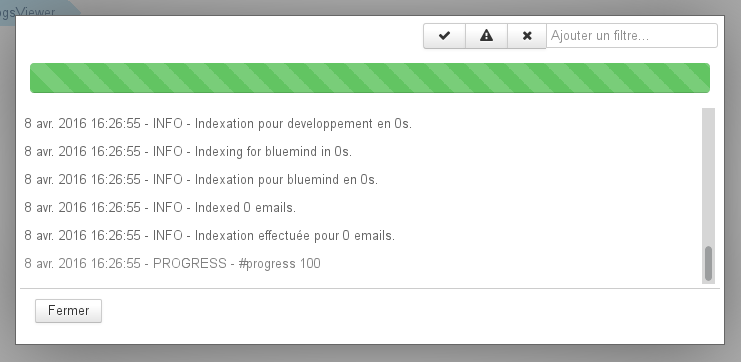 ogsViewer
Ajouter un filtre...
8 avr. 2016 16:26:55 - INFO - Indexation pour developpement en 0s.
8 avr. 2016 16:26:55 - INFO - Indexing for bluemind in 0s.
8 avr. 2016 16:26:55 - INFO - Indexation pour bluemind en 0s.
8 avr. 2016 16:26:55 - INFO - Indexed 0 emails.
8 avr. 2016 16:26:55 - INFO - Indexation effectuée pour 0 emails.
8 avr. 2016 16:26:55 - PROGRESS - #progress 100
Fermer